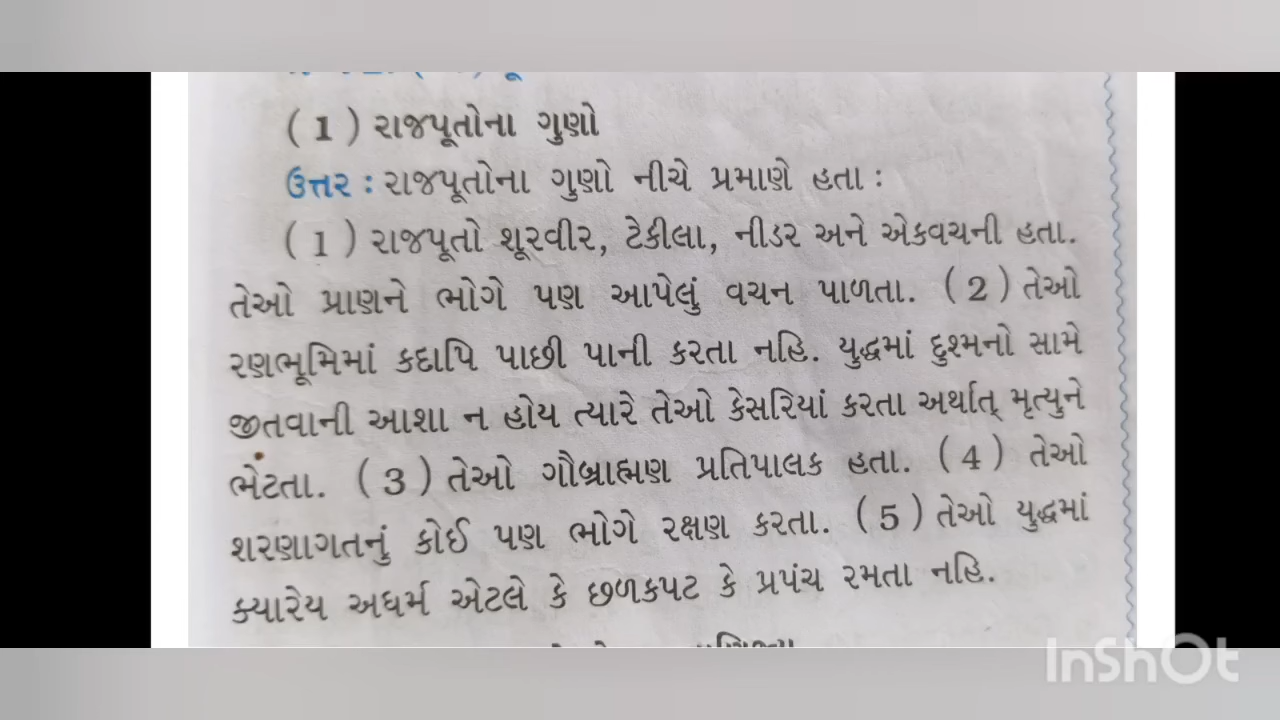 (1) રાજપૂતોના ગુણો
ઉત્તર : રાજપૂતોના ગુણો નીચે પ્રમાણે હતા :
(1) રાજપૂતો શૂરવીર, ટેકીલા, નીડર અને એકવચની હતા.
તેઓ પ્રાણને ભોગે પણ આપેલું વચન પાળતા. (2) તેઓ
રણભૂમિમાં કદાપિ પાછી પાની કરતા નહિ. યુદ્ધમાં દુશ્મનો સામે
જીતવાની આશા ન હોય ત્યારે તેઓ કેસરિયાં કરતા અર્થાત્ મૃત્યુને
ભેટતા. (3) તેઓ ગૌબ્રાહ્મણ પ્રતિપાલક હતા. (4) તેઓ
શરણાગતનું કોઈ પણ ભોગે રક્ષણ કરતા. (5) તેઓ યુદ્ધમાં
ક્યારેય અધર્મ એટલે કે છળકપટ કે પ્રપંચ રમતા નહિ.
InShOt